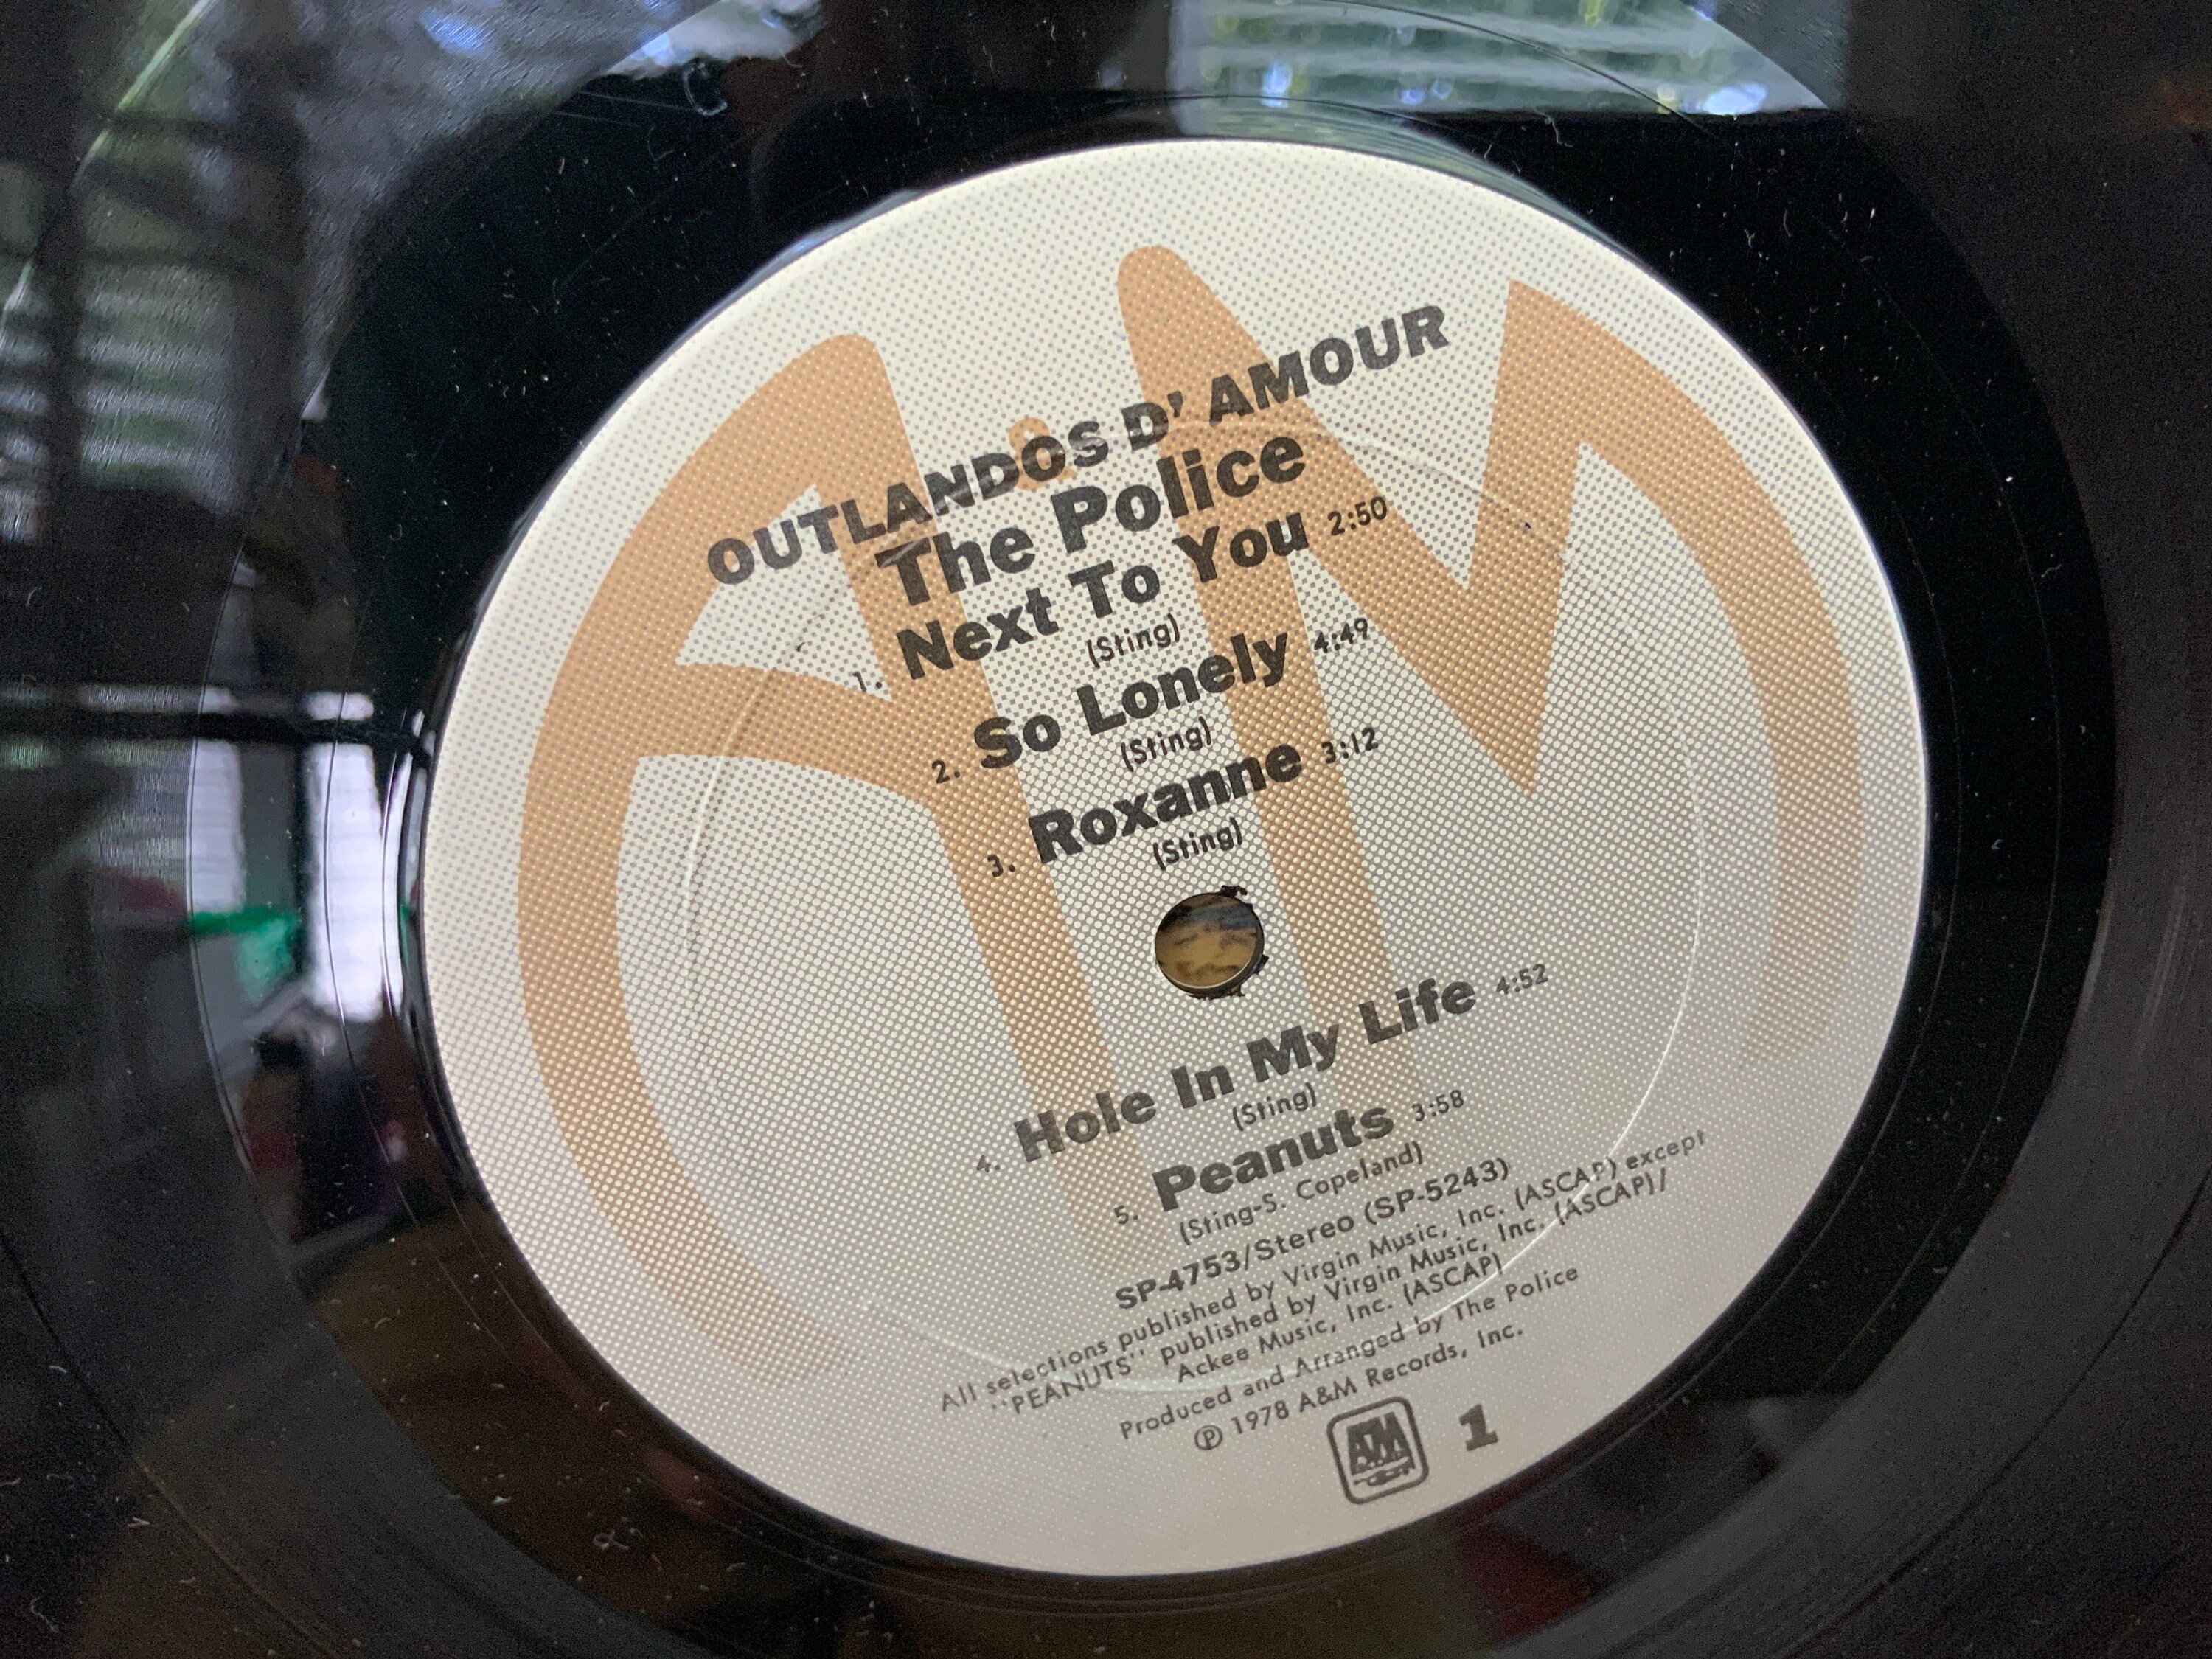 OUTLANDOS D' AMOUR
The Police
1. Next To You 2:50
(Sting)
2. So Lonely 4:49
(Sting)
3. Roxanne 3:12
(Sting)
4. Hole In My Life 4:52
(Sting)
5. Peanuts 3:58
(Sting-S. Copeland)
SP-4753/Stereo (SP-5243)
All selections published by Virgin Music, Inc. (ASCAP) except
''PEANUTS'' published by Virgin Music, Inc. (ASCAP)/
Ackee Music, Inc. (ASCAP)
Produced and Arranged by The Police
℗ 1978 A&M Records, Inc.
A&M 1